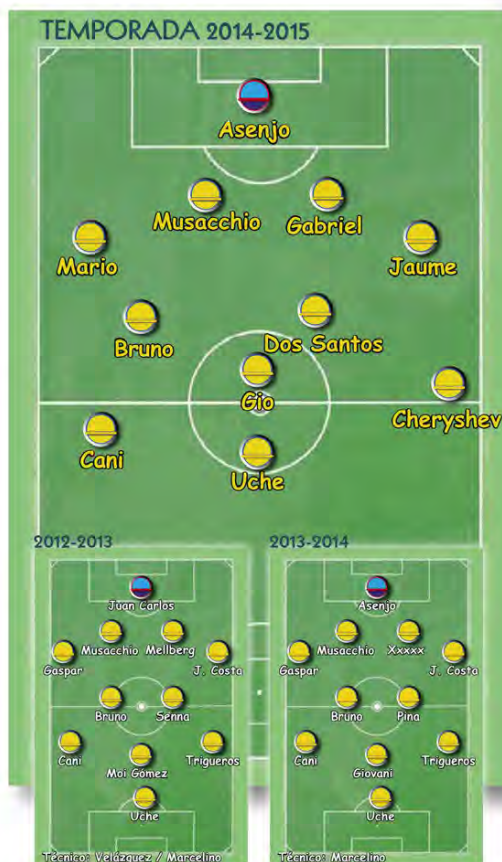 TEMPORADA 2014-2015
Asenjo
Musacchio
Gabriel
Mario
Jaume
Bruno
Dos Santos
Gio
Cheryshev
Cani
Uche
2012-2013
Juan Carlos
Musacchio
Mellberg
Gaspar
J. Costa
Bruno
Senna
Cani
Moi Gómez
Trigueros
Uche
Técnico: Velázquez / Marcelino
2013-2014
Asenjo
Musacchio
Xxxxx
Gaspar
J. Costa
Bruno
Pina
Cani
Giovani
Trigueros
Uche
Técnico: Marcelino